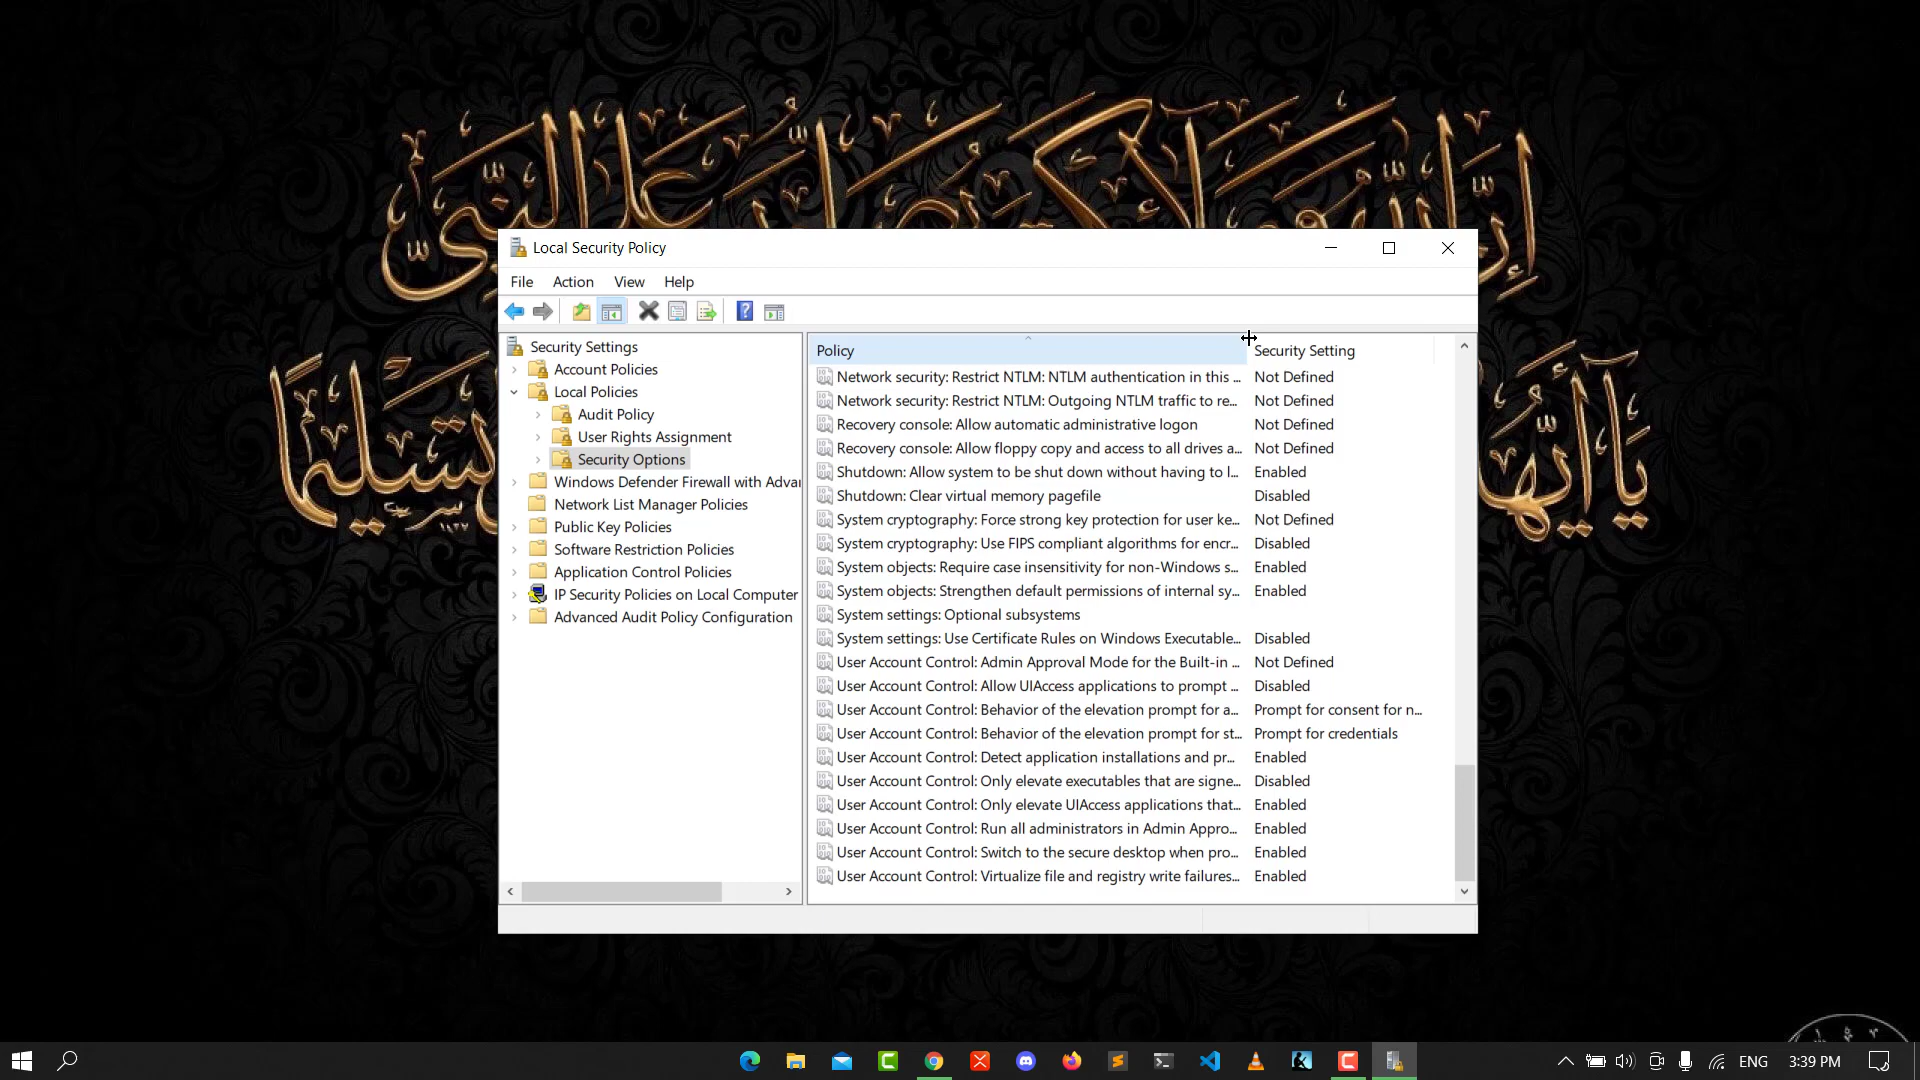 إن الله وملائكته يصلون على النبي
يا أيها
تسليما
Local Security Policy
File Action View Help
Security Settings
Account Policies
Local Policies
Audit Policy
User Rights Assignment
Security Options
Windows Defender Firewall with Advai
Network List Manager Policies
Public Key Policies
Software Restriction Policies
Application Control Policies
IP Security Policies on Local Computer
Advanced Audit Policy Configuration
Policy Security Setting
Network security: Restrict NTLM: NTLM authentication in this ... Not Defined
Network security: Restrict NTLM: Outgoing NTLM traffic to re... Not Defined
Recovery console: Allow automatic administrative logon Not Defined
Recovery console: Allow floppy copy and access to all drives a... Not Defined
Shutdown: Allow system to be shut down without having to l... Enabled
Shutdown: Clear virtual memory pagefile Disabled
System cryptography: Force strong key protection for user ke... Not Defined
System cryptography: Use FIPS compliant algorithms for encr... Disabled
System objects: Require case insensitivity for non-Windows s... Enabled
System objects: Strengthen default permissions of internal sy... Enabled
System settings: Optional subsystems
System settings: Use Certificate Rules on Windows Executable... Disabled
User Account Control: Admin Approval Mode for the Built-in ... Not Defined
User Account Control: Allow UIAccess applications to prompt ... Disabled
User Account Control: Behavior of the elevation prompt for a... Prompt for consent for n...
User Account Control: Behavior of the elevation prompt for st... Prompt for credentials
User Account Control: Detect application installations and pr... Enabled
User Account Control: Only elevate executables that are signe... Disabled
User Account Control: Only elevate UIAccess applications that... Enabled
User Account Control: Run all administrators in Admin Appro... Enabled
User Account Control: Switch to the secure desktop when pro... Enabled
User Account Control: Virtualize file and registry write failures... Enabled
ENG 3:39 PM